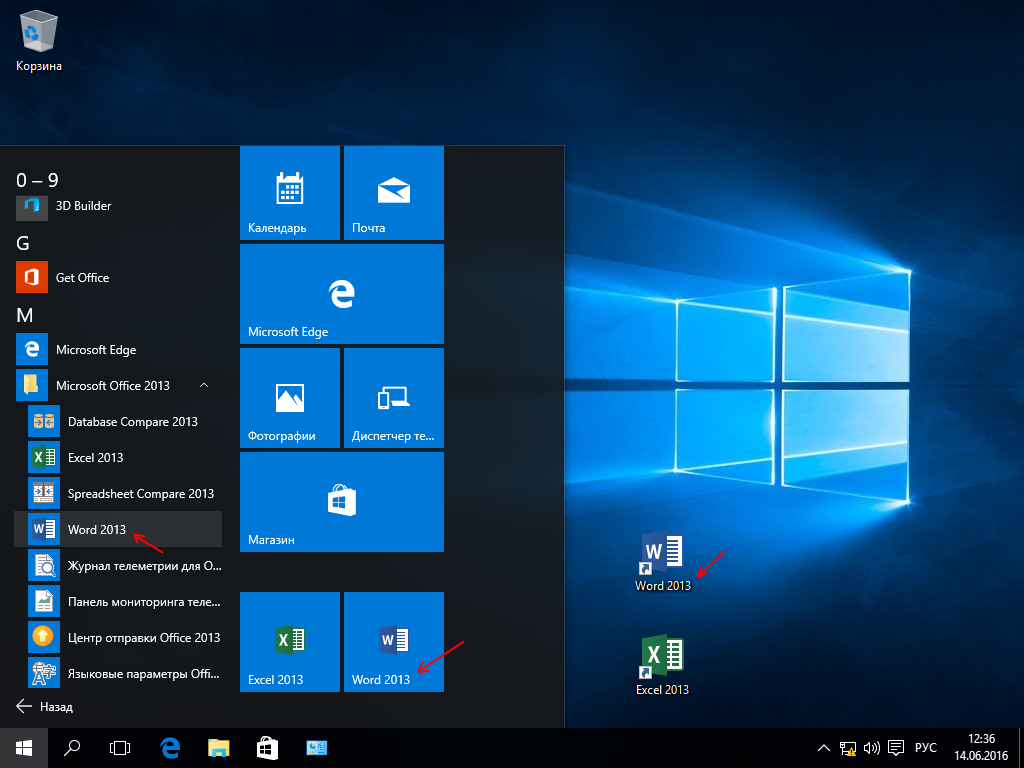 Корзина
0 – 9
3D Builder
G
Get Office
M
Microsoft Edge
Microsoft Office 2013
Database Compare 2013
Excel 2013
Spreadsheet Compare 2013
Word 2013
Журнал телеметрии для O...
Панель мониторинга теле...
Центр отправки Office 2013
Языковые параметры Offi...
Назад
Календарь
Почта
Microsoft Edge
Фотографии
Диспетчер те...
Магазин
Excel 2013
Word 2013
Word 2013
Excel 2013
РУС
12:36
14.06.2016